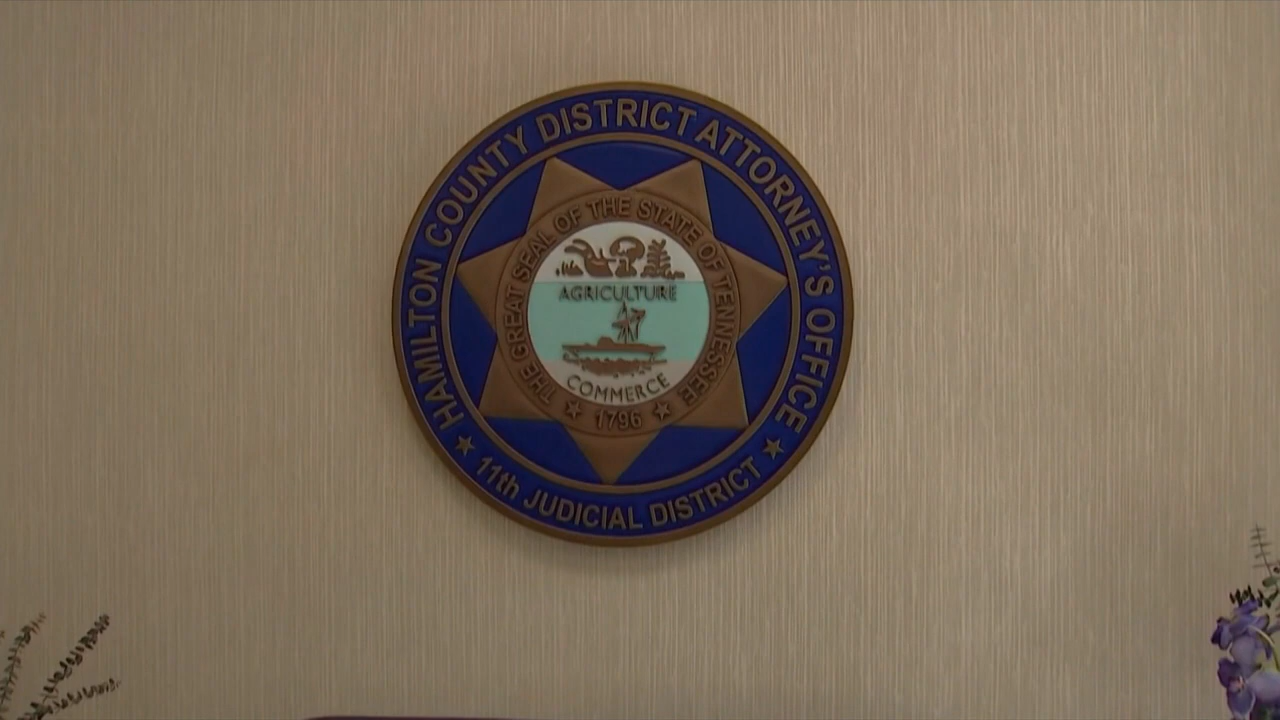 HAMILTON COUNTY DISTRICT ATTORNEY'S OFFICE
11th JUDICIAL DISTRICT
THE GREAT SEAL OF THE STATE OF TENNESSEE
1796
AGRICULTURE
COMMERCE